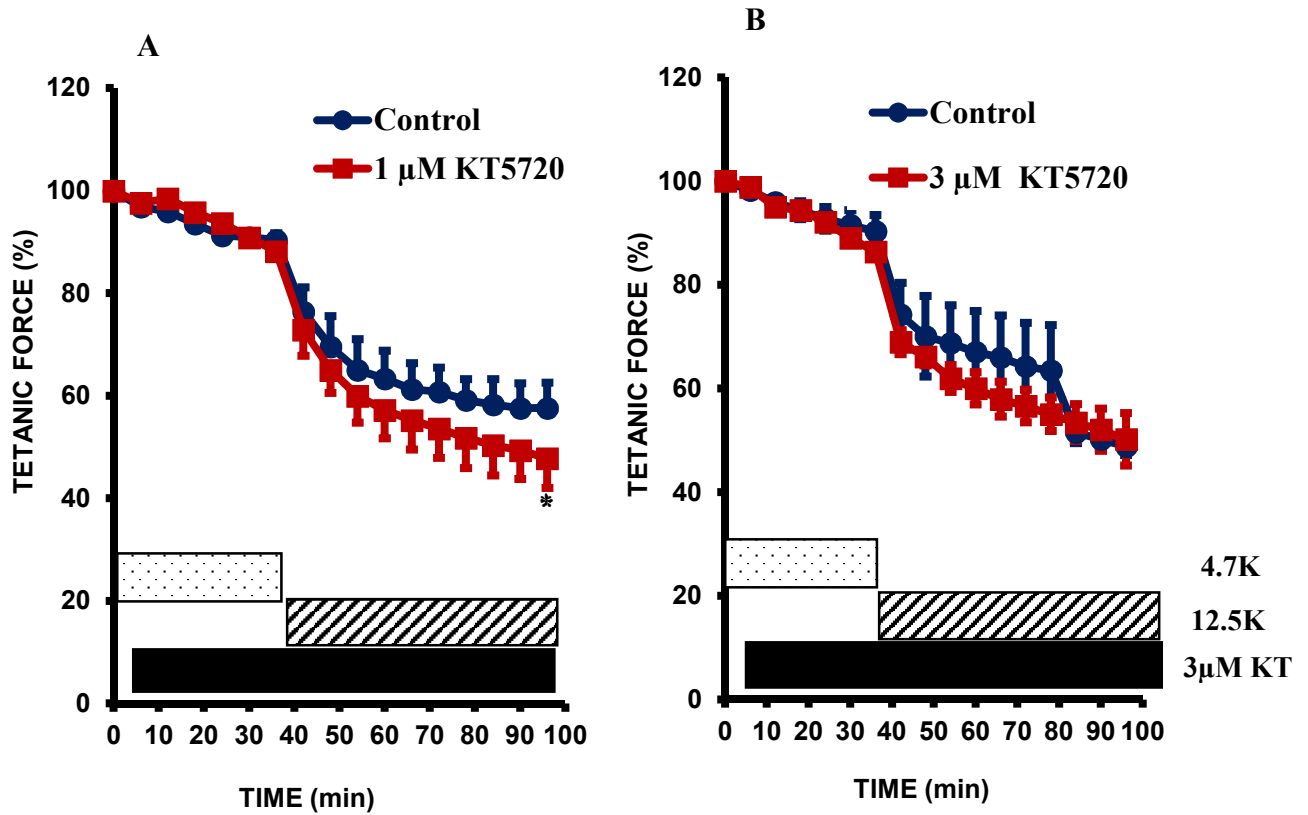 A
120
100
80
60
40
20
0
TETANIC FORCE (%)
Control
1 µM KT5720
*
0 10 20 30 40 50 60 70 80 90 100
TIME (min)
B
120
100
80
60
40
20
0
TETANIC FORCE (%)
Control
3 µM KT5720
4.7K
12.5K
3µM KT
0 10 20 30 40 50 60 70 80 90 100
TIME (min)